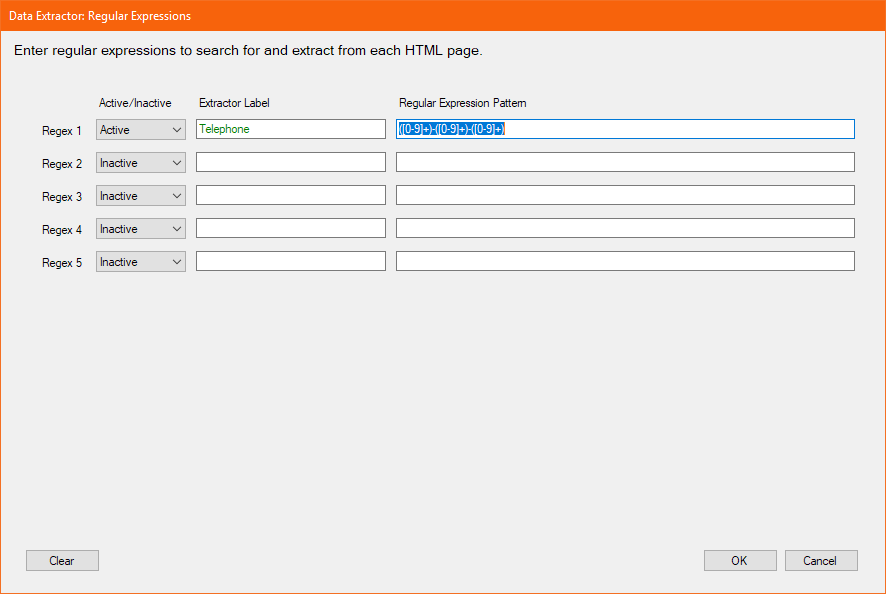 Data Extractor: Regular Expressions
Enter regular expressions to search for and extract from each HTML page.
Active/Inactive Extractor Label Regular Expression Pattern
Regex 1 Active Telephone ([0-9]+)-([0-9]+)-([0-9]+)
Regex 2 Inactive
Regex 3 Inactive
Regex 4 Inactive
Regex 5 Inactive
Clear OK Cancel